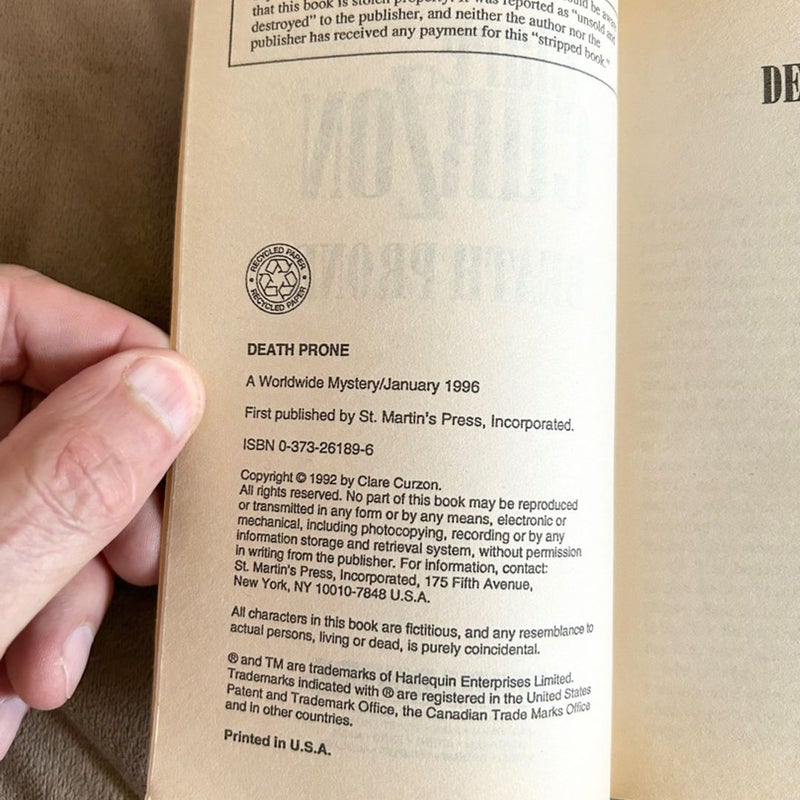 that this book is stolen property. It was reported as "unsold and
destroyed" to the publisher, and neither the author nor the
publisher has received any payment for this "stripped book."
RECYCLED PAPER
RECYCLED PAPER
DEATH PRONE
A Worldwide Mystery/January 1996
First published by St. Martin's Press, Incorporated.
ISBN 0-373-26189-6
Copyright © 1992 by Clare Curzon.
All rights reserved. No part of this book may be reproduced
or transmitted in any form or by any means, electronic or
mechanical, including photocopying, recording or by any
information storage and retrieval system, without permission
in writing from the publisher. For information, contact:
St. Martin's Press, Incorporated, 175 Fifth Avenue,
New York, NY 10010-7848 U.S.A.
All characters in this book are fictitious, and any resemblance to
actual persons, living or dead, is purely coincidental.
® and TM are trademarks of Harlequin Enterprises Limited.
Trademarks indicated with ® are registered in the United States
Patent and Trademark Office, the Canadian Trade Marks Office
and in other countries.
Printed in U.S.A.
DE